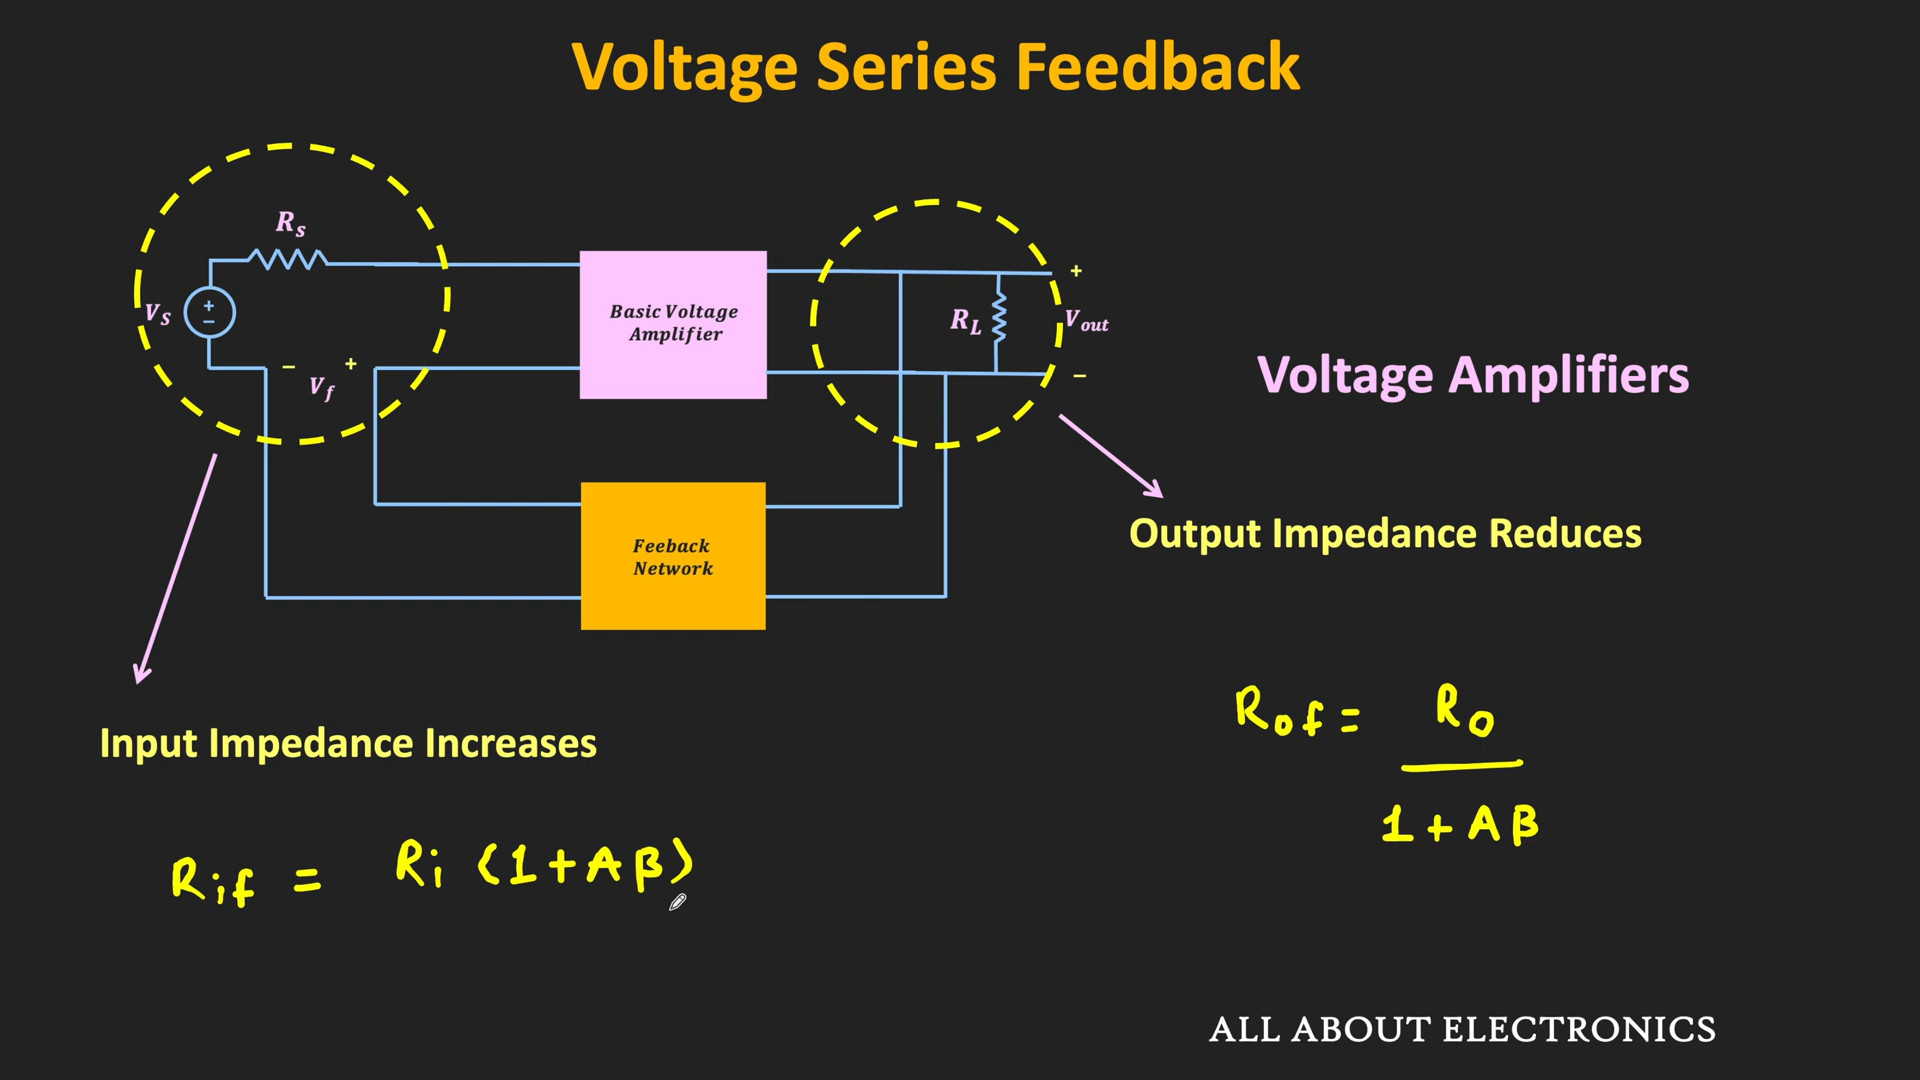 Voltage Series Feedback
Rs
Vs
+
−
− Vf +
Basic Voltage
Amplifier
RL
+
Vout
−
Voltage Amplifiers
Feeback
Network
Output Impedance Reduces
Input Impedance Increases
Rof = Ro / 1 + Aβ
Rif = Ri (1+Aβ)
ALL ABOUT ELECTRONICS